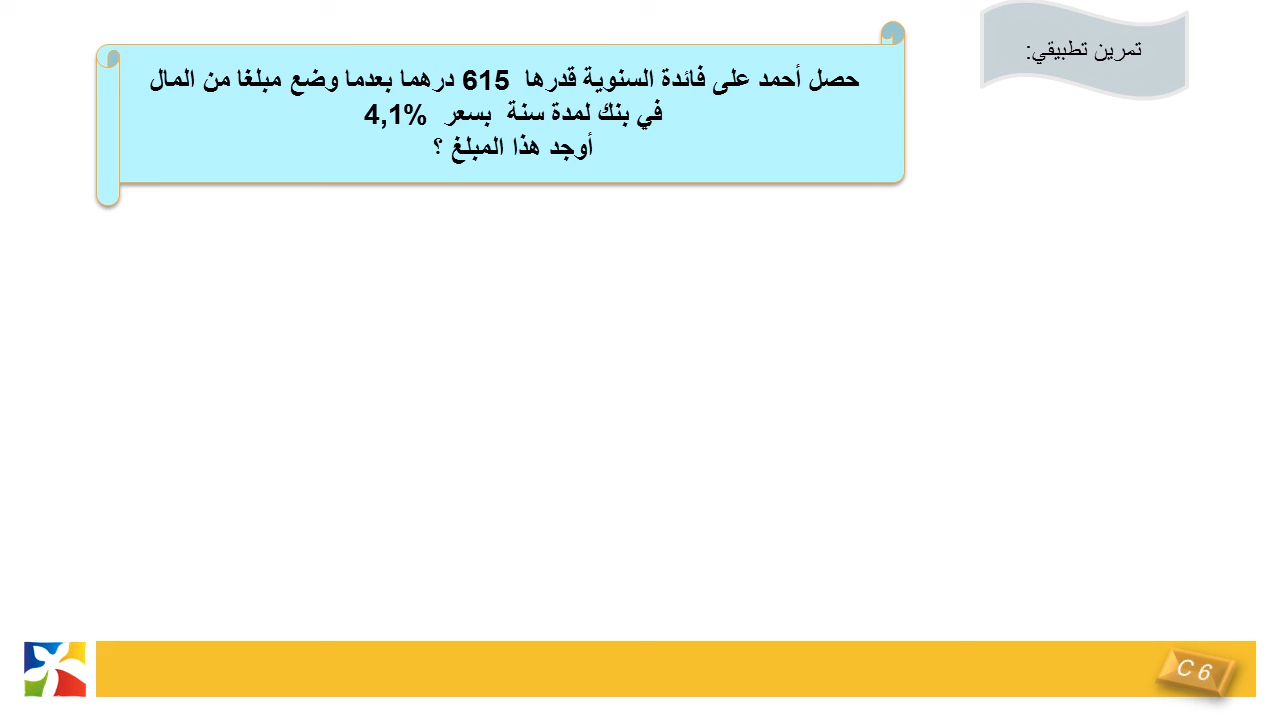 تمرين تطبيقي:
حصل أحمد على فائدة السنوية قدرها 615 درهما بعدما وضع مبلغا من المال
في بنك لمدة سنة بسعر 4,1%
أوجد هذا المبلغ ؟
C 6